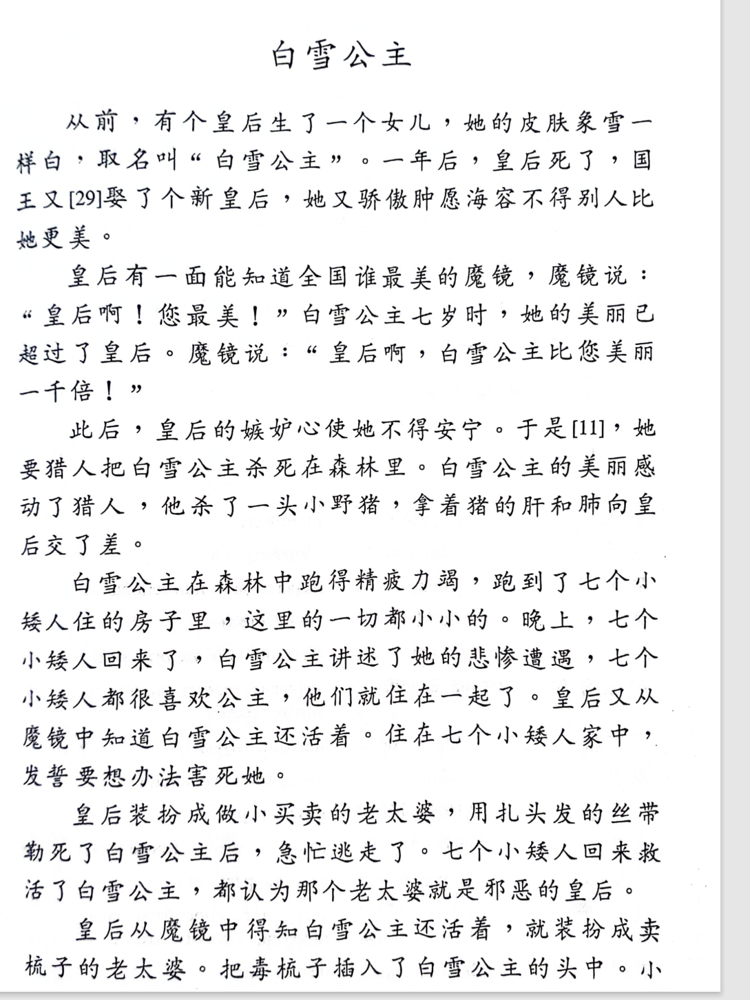 白雪公主
从前，有个皇后生了一个女儿，她的皮肤象雪一
样白，取名叫“白雪公主”。一年后，皇后死了，国
王又[29]娶了个新皇后，她又骄傲肿愿海容不得别人比
她更美。
皇后有一面能知道全国谁最美的魔镜，魔镜说：
“皇后啊！您最美！”白雪公主七岁时，她的美丽已
超过了皇后。魔镜说：“皇后啊，白雪公主比您美丽
一千倍！”
此后，皇后的嫉妒心使她不得安宁。于是[11]，她
要猎人把白雪公主杀死在森林里。白雪公主的美丽感
动了猎人，他杀了一头小野猪，拿着猪的肝和肺向皇
后交了差。
白雪公主在森林中跑得精疲力竭，跑到了七个小
矮人住的房子里，这里的一切都小小的。晚上，七个
小矮人回来了，白雪公主讲述了她的悲惨遭遇，七个
小矮人都很喜欢公主，他们就住在一起了。皇后又从
魔镜中知道白雪公主还活着。住在七个小矮人家中，
发誓要想办法害死她。
皇后装扮成做小买卖的老太婆，用扎头发的丝带
勒死了白雪公主后，急忙逃走了。七个小矮人回来救
活了白雪公主，都认为那个老太婆就是邪恶的皇后。
皇后从魔镜中得知白雪公主还活着，就装扮成卖
梳子的老太婆。把毒梳子插入了白雪公主的头中。小